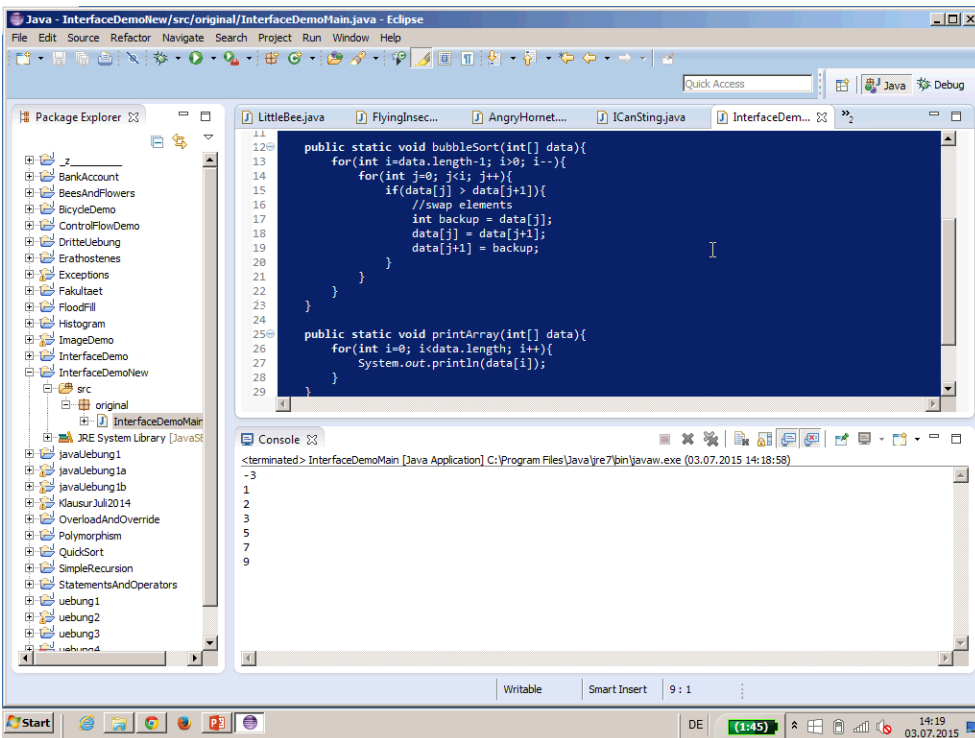 Java - InterfaceDemoNew/src/original/InterfaceDemoMain.java - Eclipse
File Edit Source Refactor Navigate Search Project Run Window Help
Quick Access
Java
Debug
Package Explorer
_z_________
BankAccount
BeesAndFlowers
BicycleDemo
ControlFlowDemo
DritteUebung
Erathostenes
Exceptions
Fakultaet
FloodFill
Histogram
ImageDemo
InterfaceDemo
InterfaceDemoNew
src
original
InterfaceDemoMain
JRE System Library [JavaSE
javaUebung1
javaUebung1a
javaUebung1b
KlausurJuli2014
OverloadAndOverride
Polymorphism
QuickSort
SimpleRecursion
StatementsAndOperators
uebung1
uebung2
uebung3
uebung4
LittleBee.java FlyingInsec... AngryHornet.... ICanSting.java InterfaceDem... »2
11
12 public static void bubbleSort(int[] data){
13 for(int i=data.length-1; i>0; i--){
14 for(int j=0; j<i; j++){
15 if(data[j] > data[j+1]){
16 //swap elements
17 int backup = data[j];
18 data[j] = data[j+1];
19 data[j+1] = backup;
20 }
21 }
22 }
23 }
24
25 public static void printArray(int[] data){
26 for(int i=0; i<data.length; i++){
27 System.out.println(data[i]);
28 }
29 }
Console
<terminated> InterfaceDemoMain [Java Application] C:\Program Files\Java\jre7\bin\javaw.exe (03.07.2015 14:18:58)
-3
1
2
3
5
7
9
Writable Smart Insert 9 : 1
Start
DE
(1:45)
14:19
03.07.2015